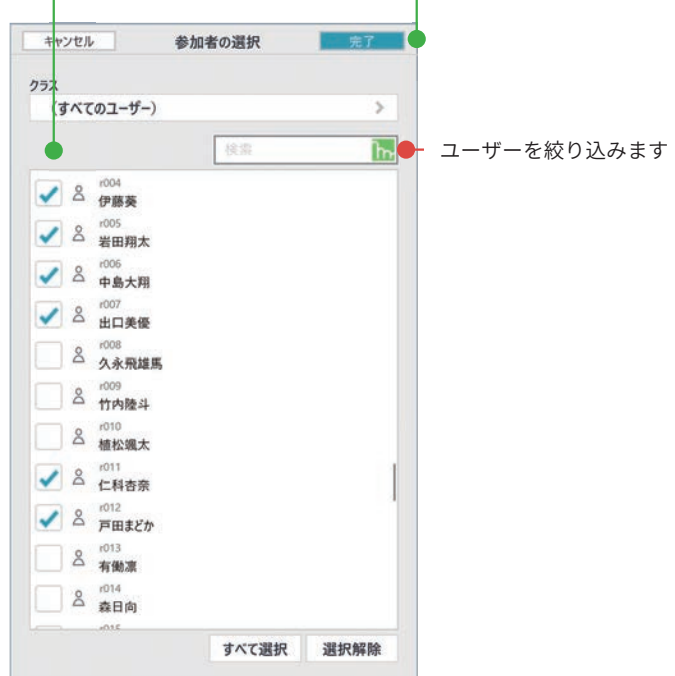 キャンセル
参加者の選択
完了
クラス
(すべてのユーザー)
検索
ユーザーを絞り込みます
r004
伊藤葵
r005
岩田翔太
r006
中島大翔
r007
出口美優
r008
久永飛雄馬
r009
竹内陸斗
r010
植松颯太
r011
仁科杏奈
r012
戸田まどか
r013
有働凛
r014
森日向
r015
すべて選択
選択解除